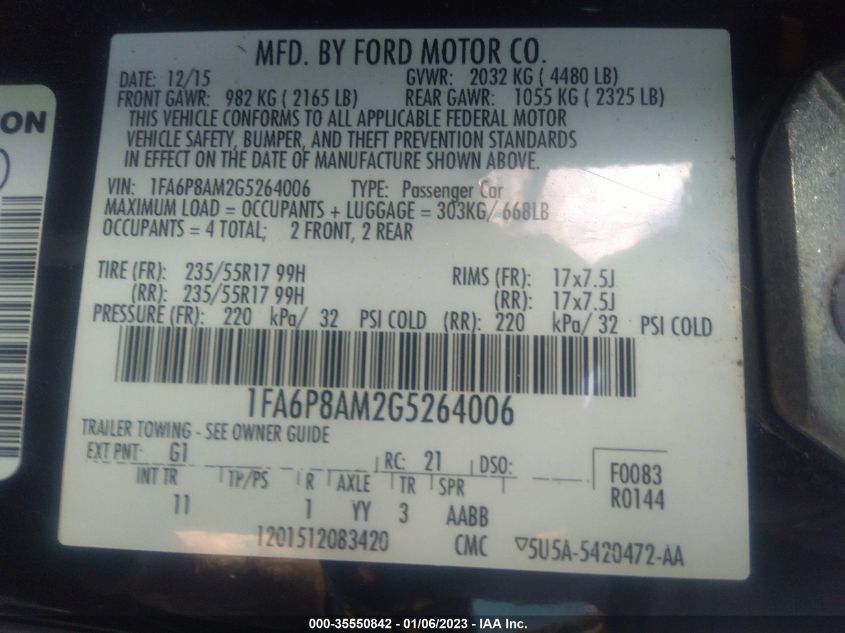 MFD. BY FORD MOTOR CO.
DATE: 12/15 GVWR: 2032 KG ( 4480 LB)
FRONT GAWR: 982 KG ( 2165 LB) REAR GAWR: 1055 KG ( 2325 LB)
THIS VEHICLE CONFORMS TO ALL APPLICABLE FEDERAL MOTOR
VEHICLE SAFETY, BUMPER, AND THEFT PREVENTION STANDARDS
IN EFFECT ON THE DATE OF MANUFACTURE SHOWN ABOVE.
VIN: 1FA6P8AM2G5264006 TYPE: Passenger Car
MAXIMUM LOAD = OCCUPANTS + LUGGAGE = 303KG/ 668LB
OCCUPANTS = 4 TOTAL; 2 FRONT, 2 REAR
TIRE (FR): 235/55R17 99H RIMS (FR): 17x7.5J
(RR): 235/55R17 99H (RR): 17x7.5J
PRESSURE (FR): 220 kPa/ 32 PSI COLD (RR): 220 kPa/ 32 PSI COLD
1FA6P8AM2G5264006
TRAILER TOWING - SEE OWNER GUIDE
EXT PNT: G1 RC: 21 DSO: F0083
INT TR TP/PS R AXLE TR SPR R0144
11 1 YY 3 AABB
1201512083420 CMC ▽5U5A-5420472-AA
ON
000-35550842 - 01/06/2023 - IAA Inc.